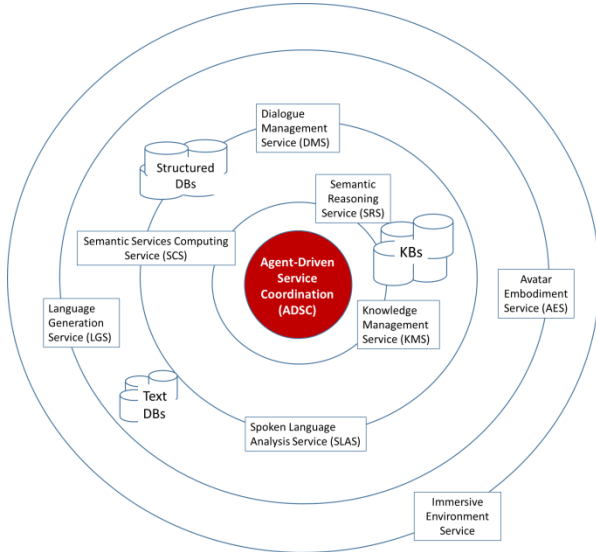 Dialogue
Management
Service (DMS)
Structured
DBs
Semantic
Reasoning
Service (SRS)
Semantic Services Computing
Service (SCS)
KBs
Agent-Driven
Service
Coordination
(ADSC)
Avatar
Embodiment
Service (AES)
Language
Generation
Service (LGS)
Knowledge
Management
Service (KMS)
Text
DBs
Spoken Language
Analysis Service (SLAS)
Immersive
Environment
Service